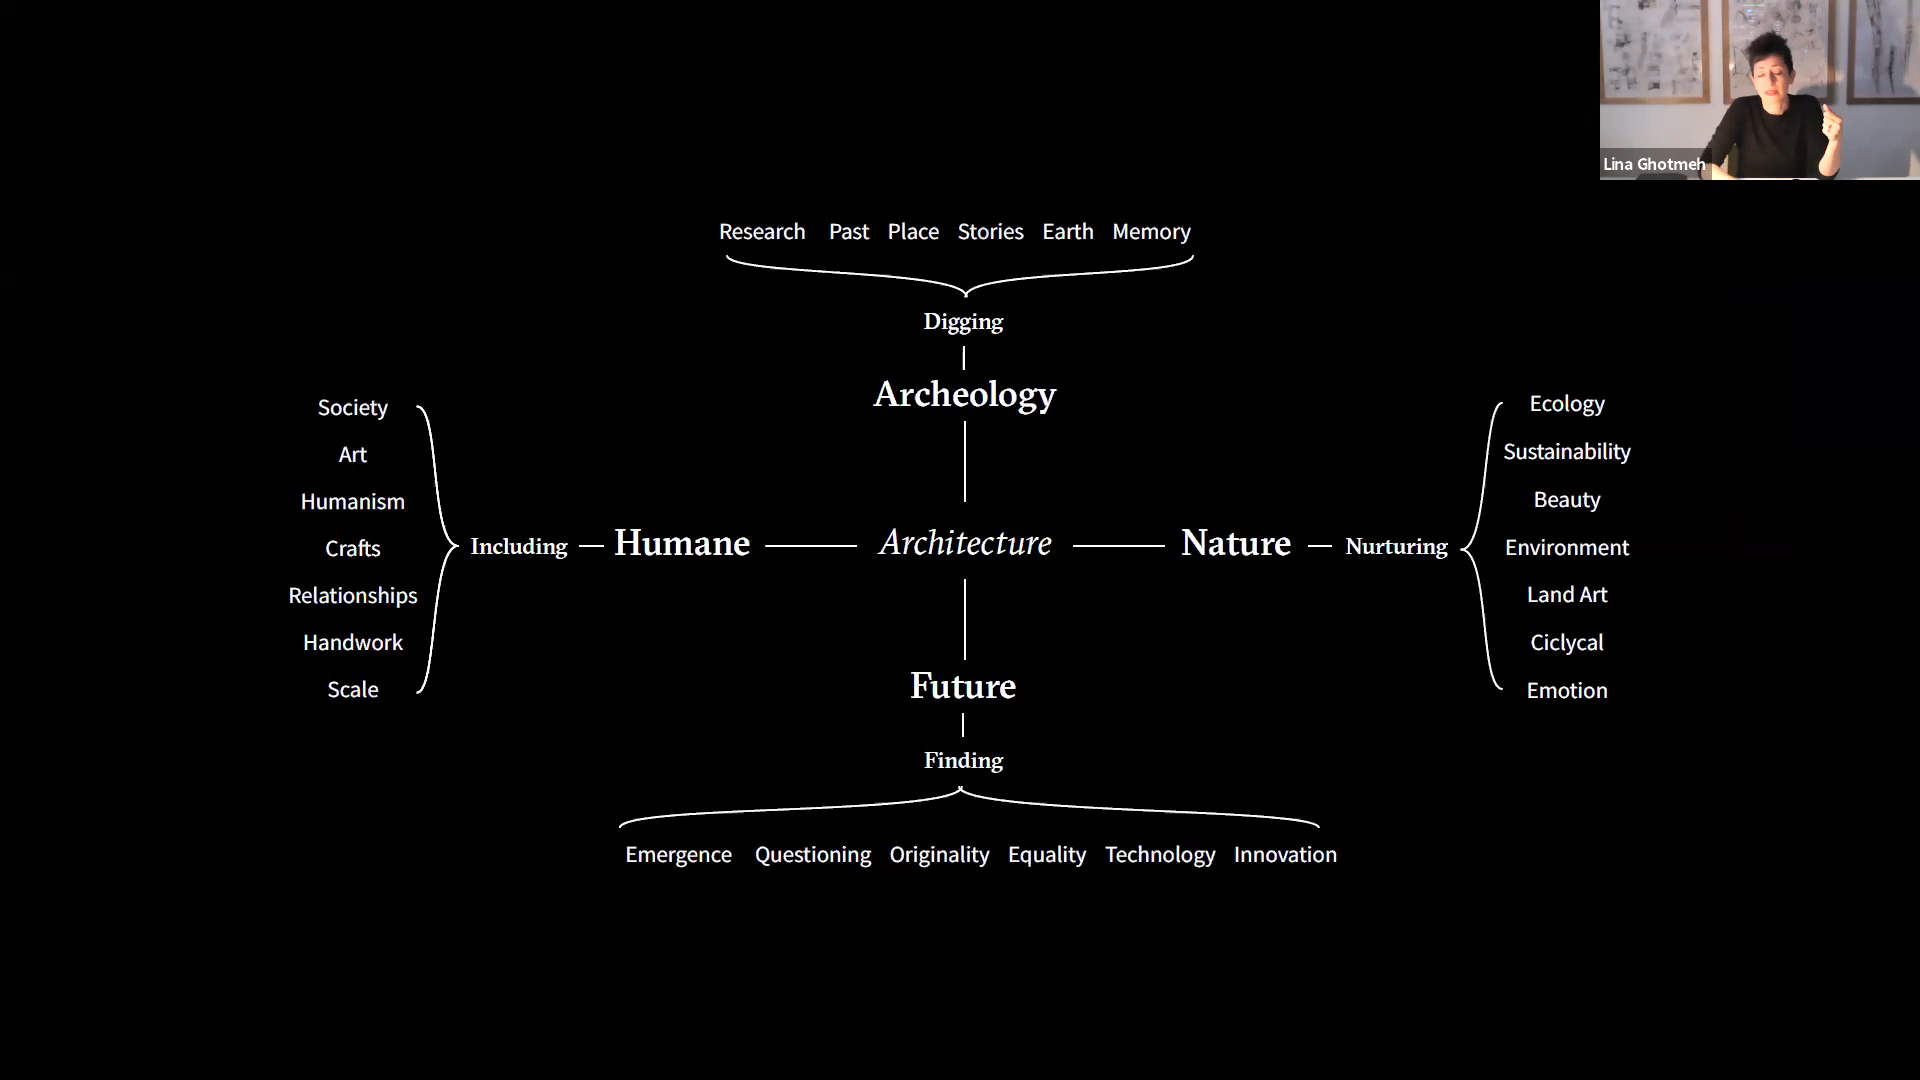 Lina Ghotmeh
Research Past Place Stories Earth Memory
Digging
Archeology
Society
Art
Humanism
Crafts
Relationships
Handwork
Scale
Including — Humane — Architecture — Nature — Nurturing
Ecology
Sustainability
Beauty
Environment
Land Art
Ciclycal
Emotion
Future
Finding
Emergence Questioning Originality Equality Technology Innovation